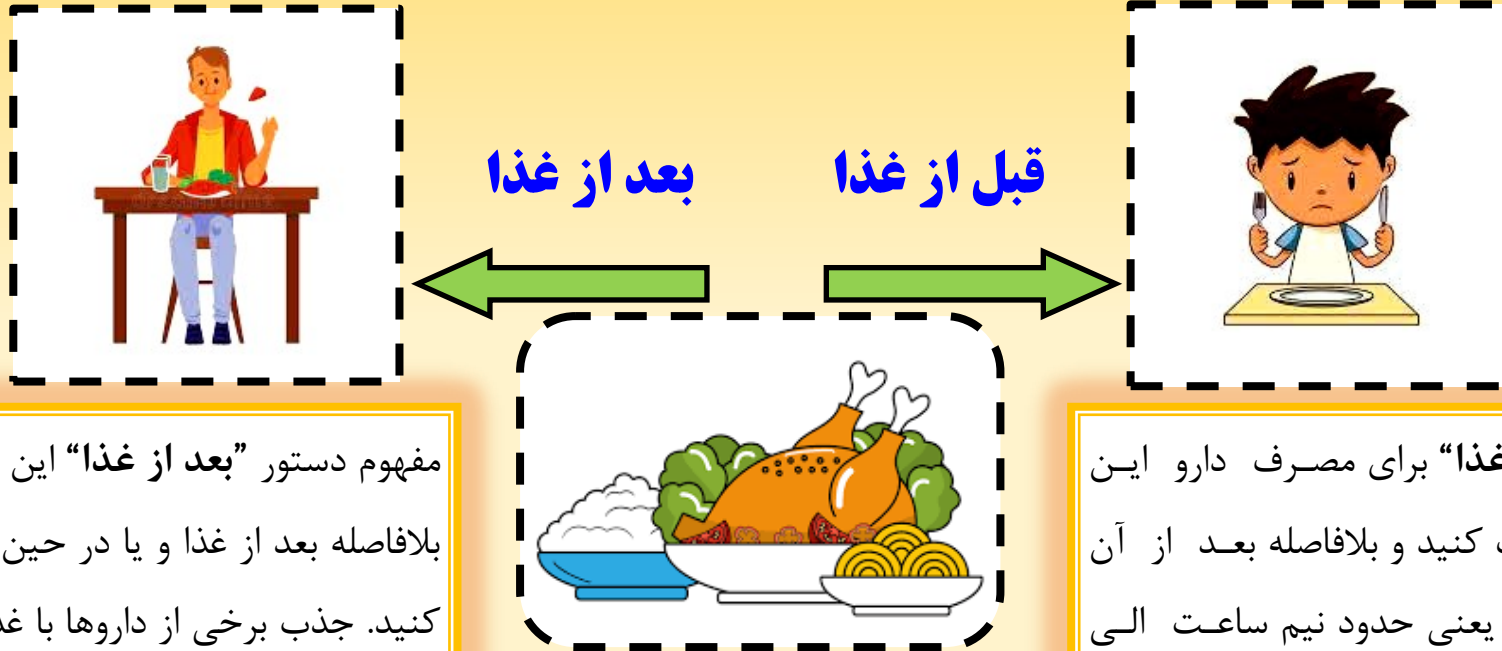 قبل از غذا
بعد از غذا
غذا“ برای مصرف دارو این
کنید و بلافاصله بعد از آن
یعنی حدود نیم ساعت الی
مفهوم دستور ”بعد از غذا“ این
بلافاصله بعد از غذا و یا در حین
کنید. جذب برخی از داروها با